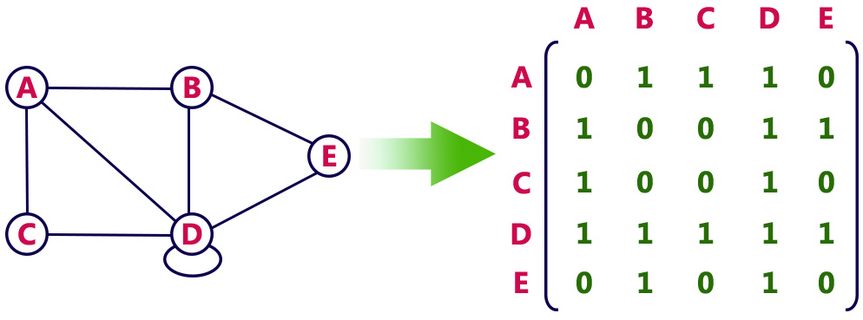 A B C D E
A B
A 0 1 1 1 0
B 1 0 0 1 1
E
C 1 0 0 1 0
C D
D 1 1 1 1 1
E 0 1 0 1 0